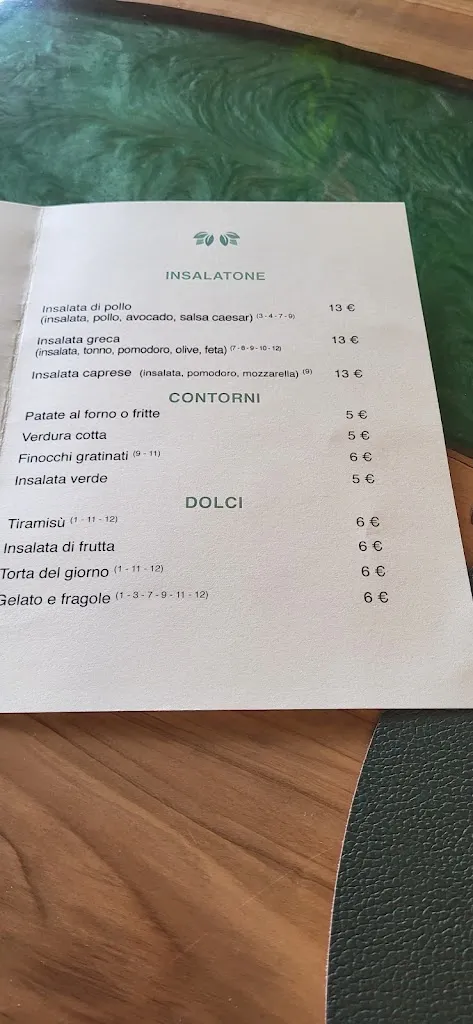 INSALATONE
Insalata di pollo 13 €
(insalata, pollo, avocado, salsa caesar) (3 - 4 - 7 - 9)
Insalata greca 13 €
(insalata, tonno, pomodoro, olive, feta) (7 - 8 - 9 - 10 - 12)
Insalata caprese (insalata, pomodoro, mozzarella) (9) 13 €
CONTORNI
Patate al forno o fritte 5 €
Verdura cotta 5 €
Finocchi gratinati (9 - 11) 6 €
Insalata verde 5 €
DOLCI
Tiramisù (1 - 11 - 12) 6 €
Insalata di frutta 6 €
Torta del giorno (1 - 11 - 12) 6 €
Gelato e fragole (1 - 3 - 7 - 9 - 11 - 12) 6 €